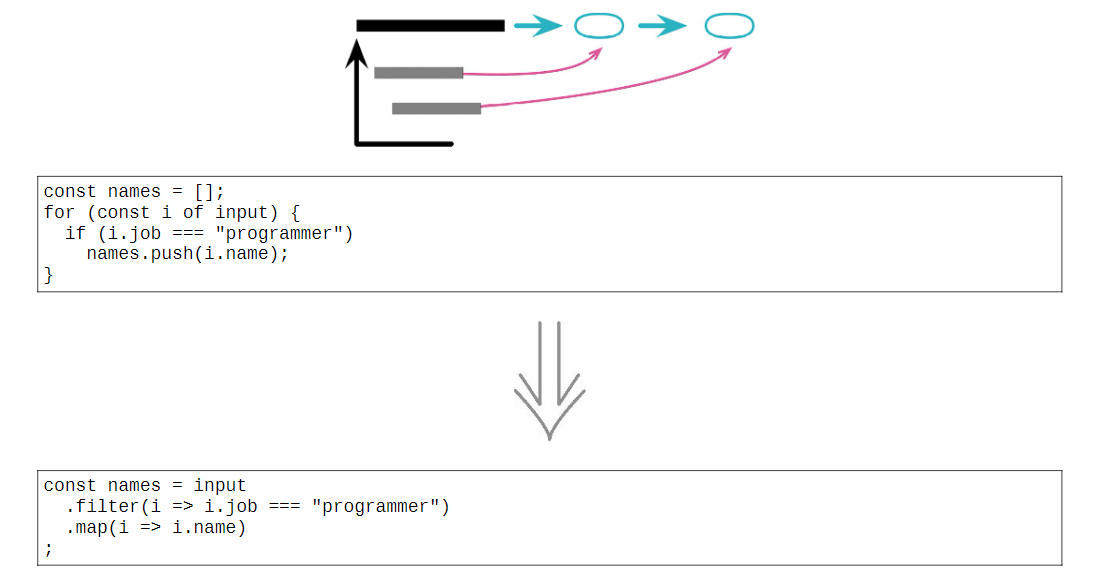 const names = [];
for (const i of input) {
  if (i.job === "programmer")
    names.push(i.name);
}
const names = input
  .filter(i => i.job === "programmer")
  .map(i => i.name)
;